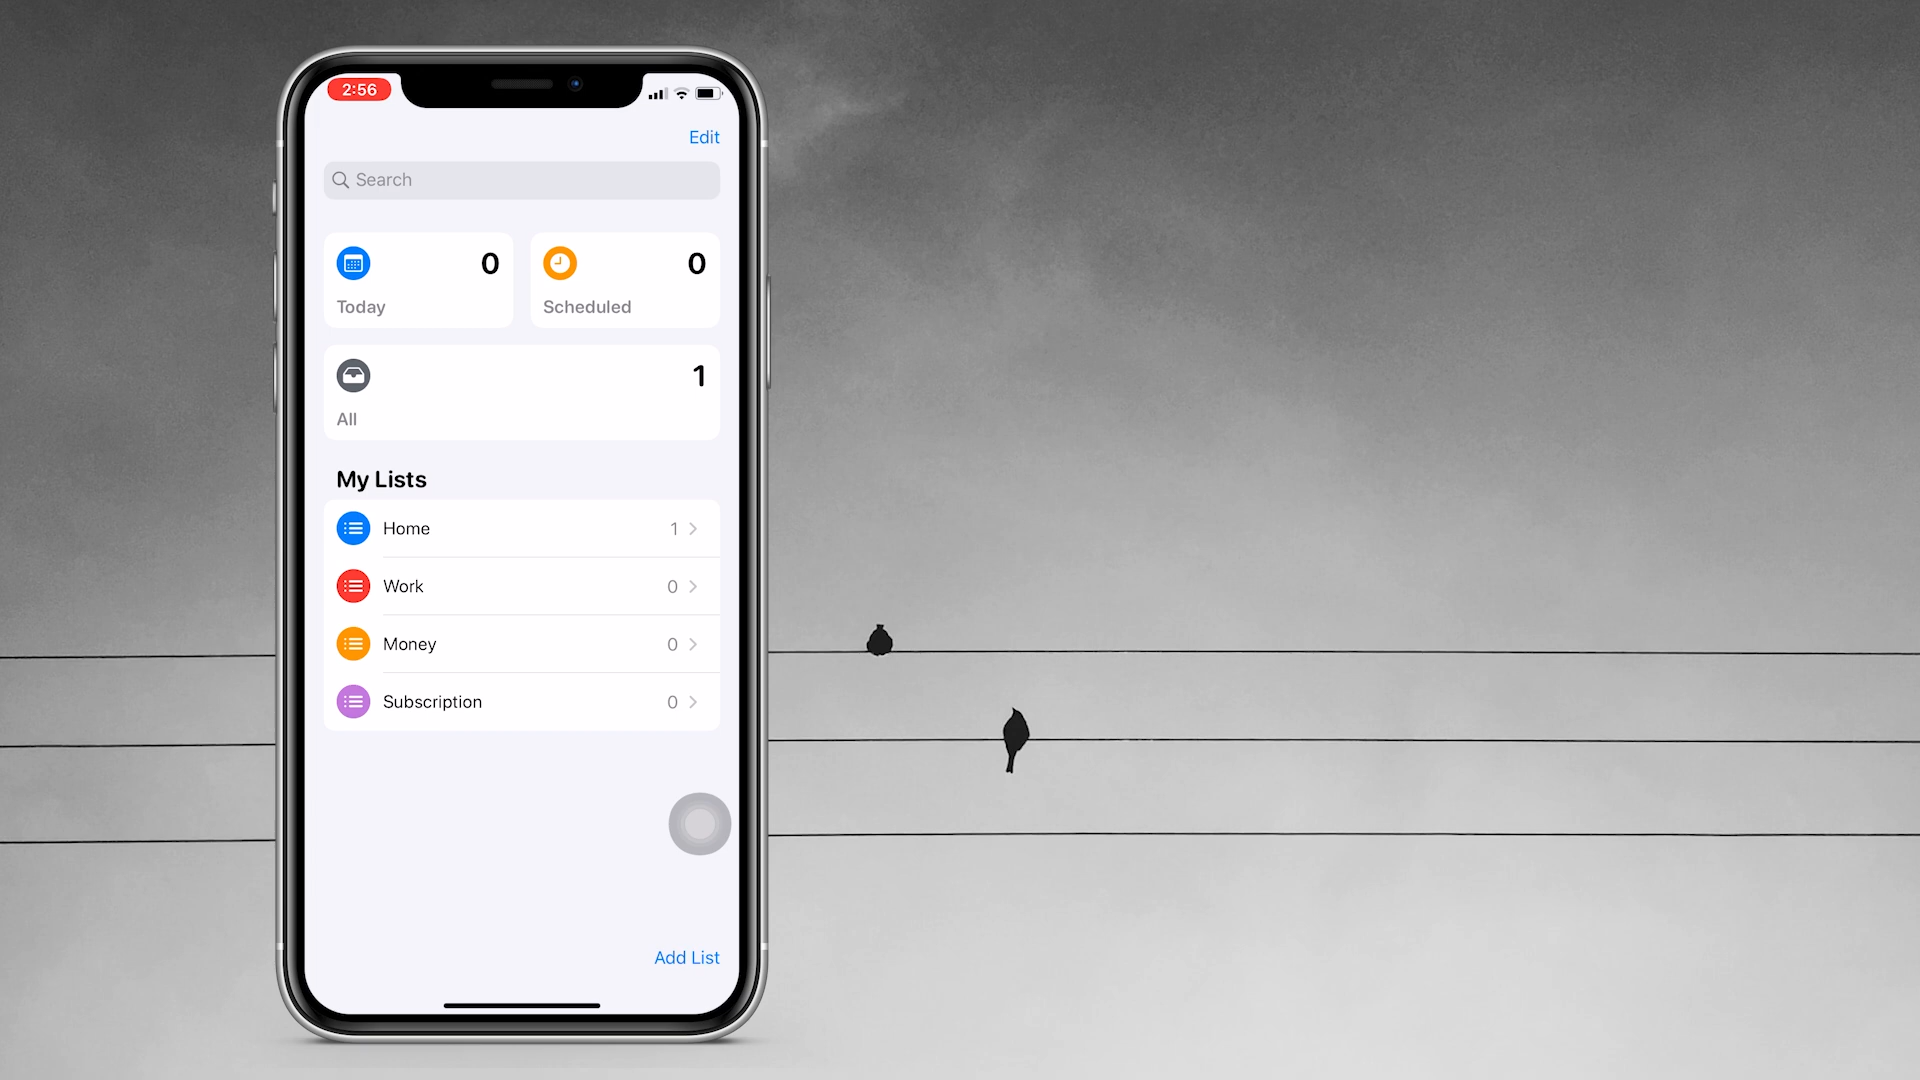 2:56
Edit
Search
0
0
Today
Scheduled
1
All
My Lists
Home 1
Work 0
Money 0
Subscription 0
Add List